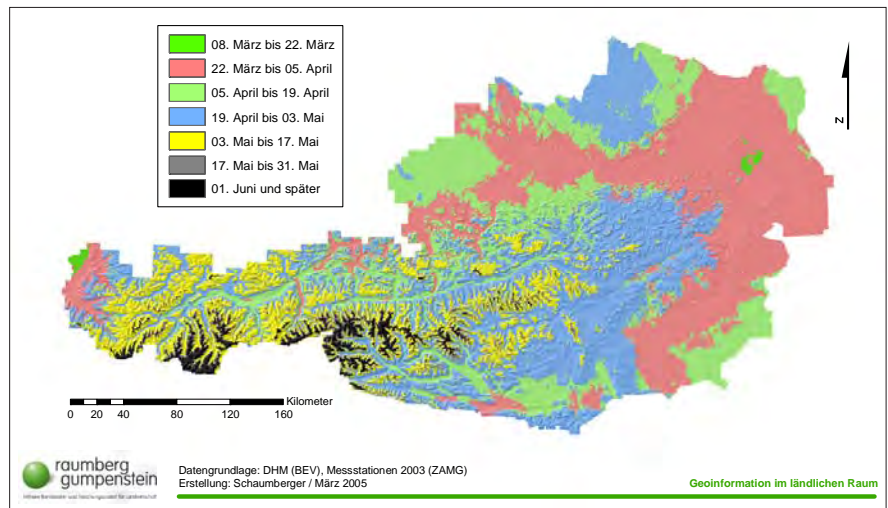 08. März bis 22. März
22. März bis 05. April
05. April bis 19. April
19. April bis 03. Mai
03. Mai bis 17. Mai
17. Mai bis 31. Mai
01. Juni und später
N
Kilometer
0 20 40 80 120 160
raumberg
gumpenstein
Datengrundlage: DHM (BEV), Messstationen 2003 (ZAMG)
Erstellung: Schaumberger / März 2005
Geoinformation im ländlichen Raum